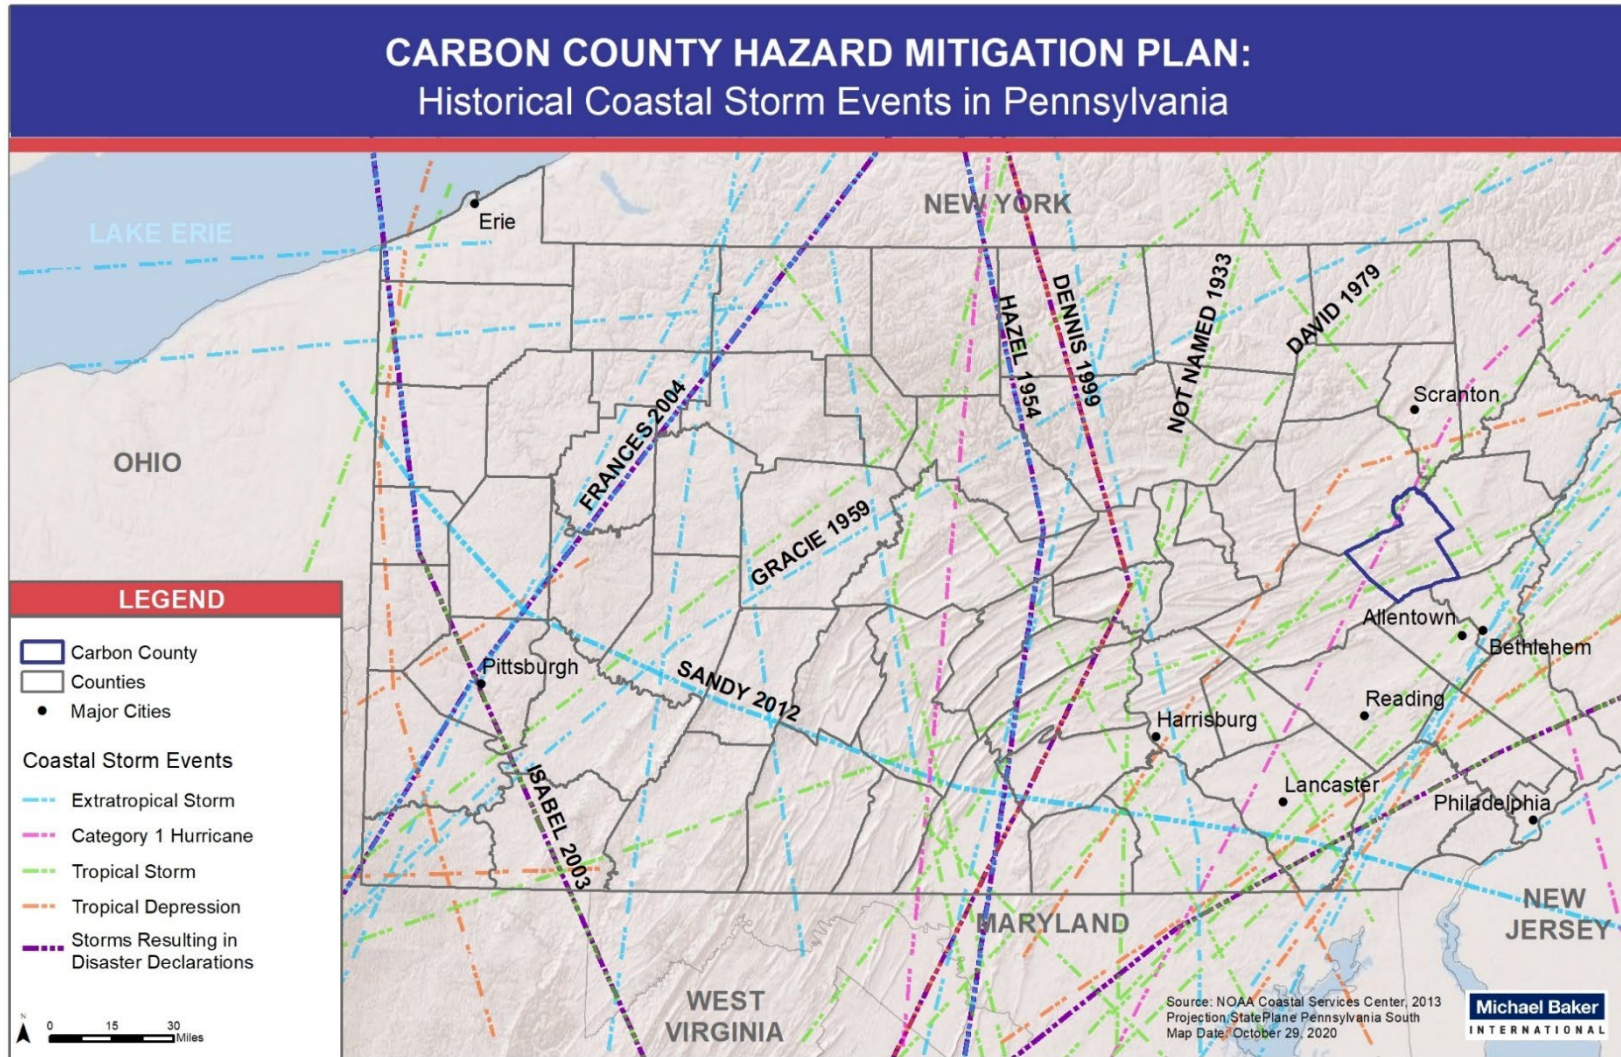 CARBON COUNTY HAZARD MITIGATION PLAN:
Historical Coastal Storm Events in Pennsylvania
NEW YORK
Erie
LAKE ERIE
NOT NAMED 1933
DAVID 1979
DENNIS 1999
HAZEL 1954
FRANCES 2004
Scranton
OHIO
GRACIE 1959
Allentown
Bethlehem
Pittsburgh
SANDY 2012
Reading
Harrisburg
ISABEL 2003
Lancaster
Philadelphia
MARYLAND
NEW
JERSEY
WEST
VIRGINIA
LEGEND
Carbon County
Counties
Major Cities
Coastal Storm Events
Extratropical Storm
Category 1 Hurricane
Tropical Storm
Tropical Depression
Storms Resulting in
Disaster Declarations
N
0 15 30
Miles
Source: NOAA Coastal Services Center, 2013
Projection:StatePlane Pennsylvania South
Map Date: October 29, 2020
Michael Baker
INTERNATIONAL